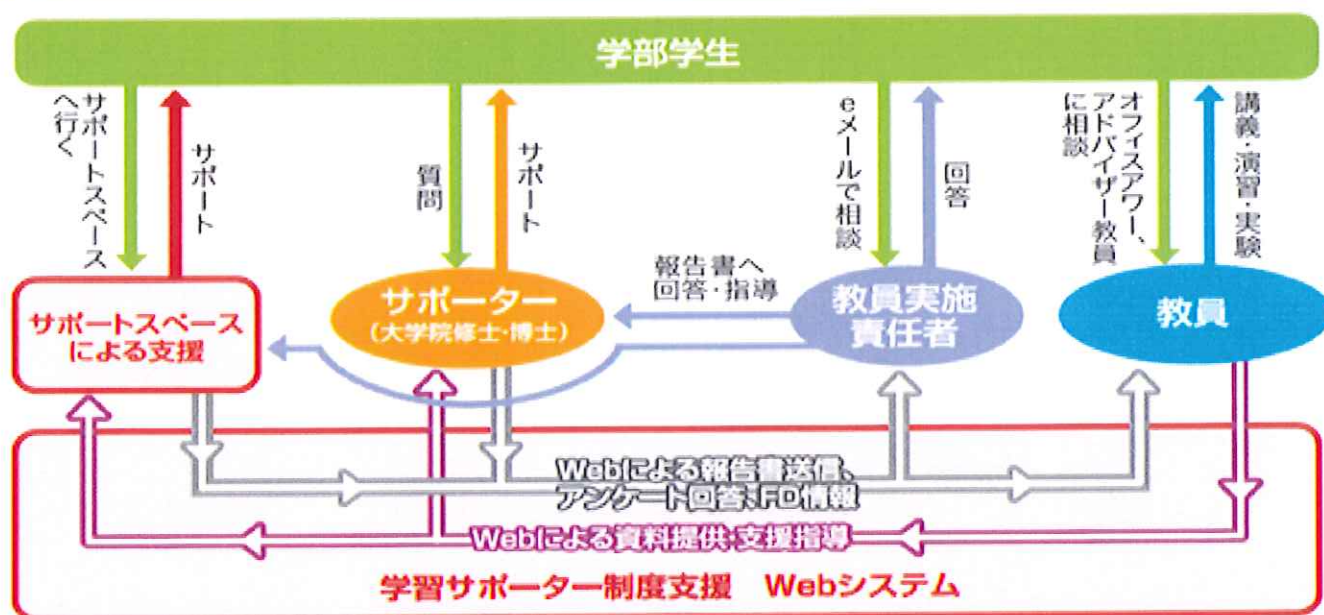 学部学生
サポートスペース
へ行く
サポート
質問
サポート
eメールで相談
回答
オフィスアワー、
アドバイザー教員
に相談
講義・演習・実験
報告書へ
回答・指導
サポートスペース
による支援
サポーター
(大学院修士・博士)
教員実施
責任者
教員
Webによる報告書送信、
アンケート回答、FD情報
Webによる資料提供・支援指導
学習サポーター制度支援 Webシステム